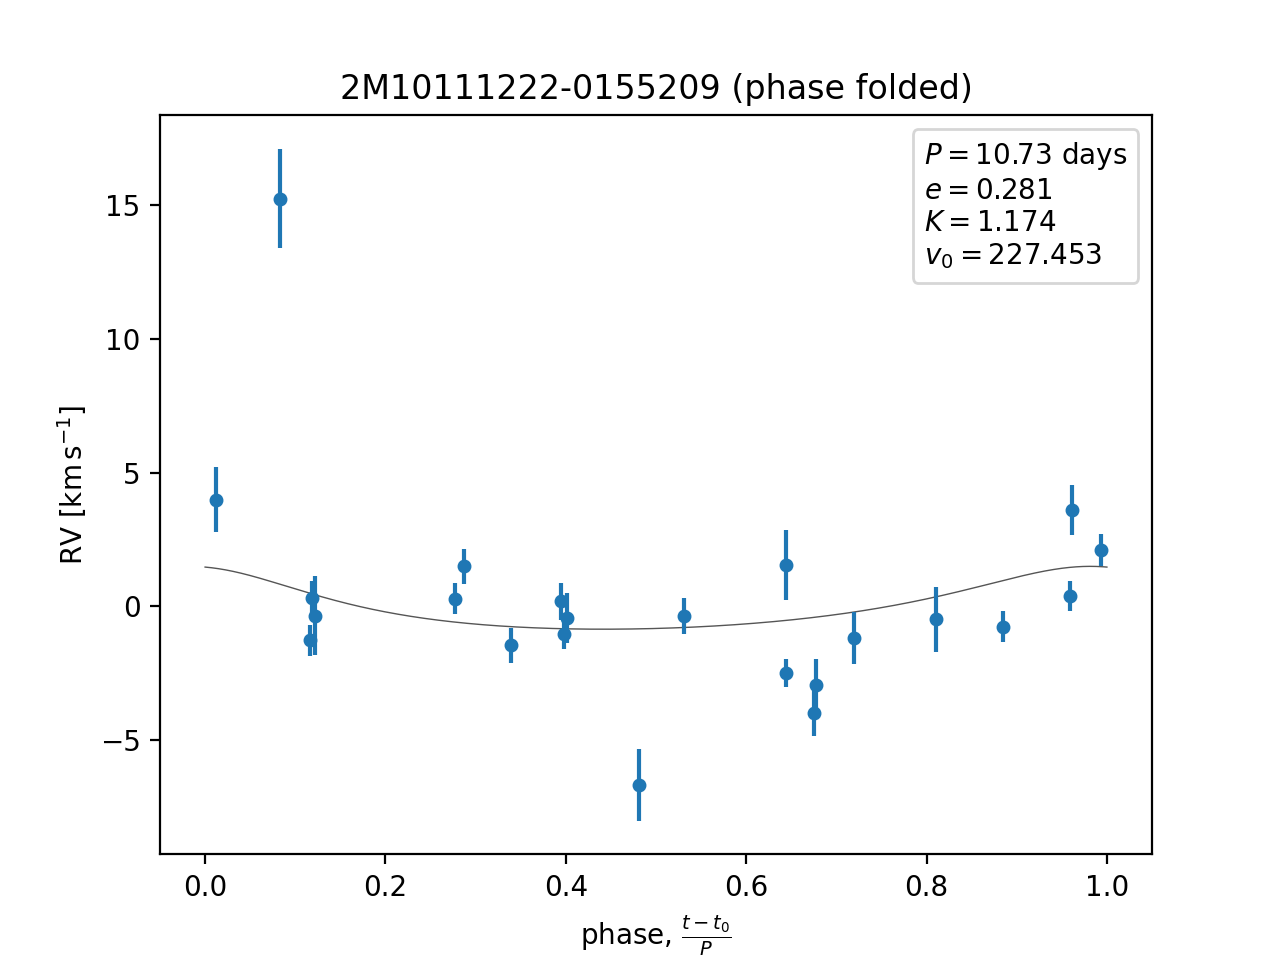 2M10111222-0155209 (phase folded)
P = 10.73 days
e = 0.281
K = 1.174
v₀ = 227.453
15
10
5
0
−5
RV [km s⁻¹]
0.0 0.2 0.4 0.6 0.8 1.0
phase, (t − t₀)/P